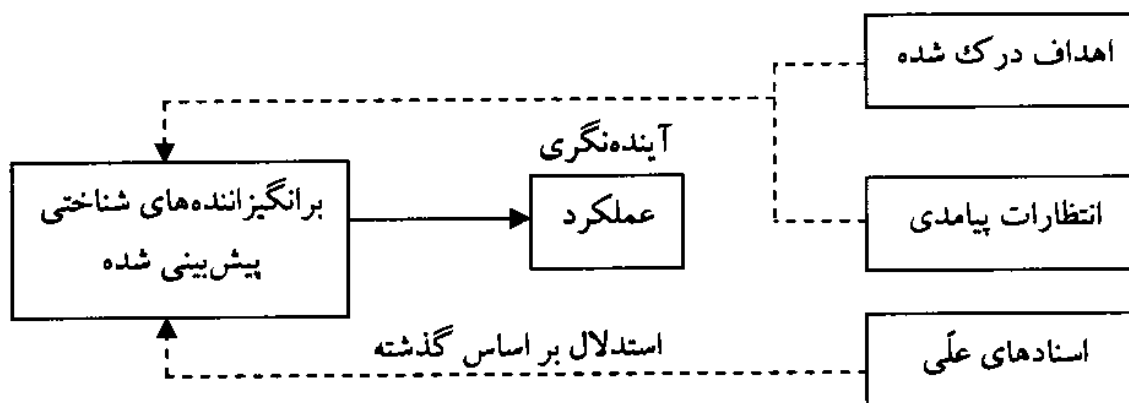 اهداف درک شده
آینده‌نگری
برانگیزاننده‌های شناختی
پیش‌بینی شده
عملکرد
انتظارات پیامدی
استدلال بر اساس گذشته
اسنادهای علّی